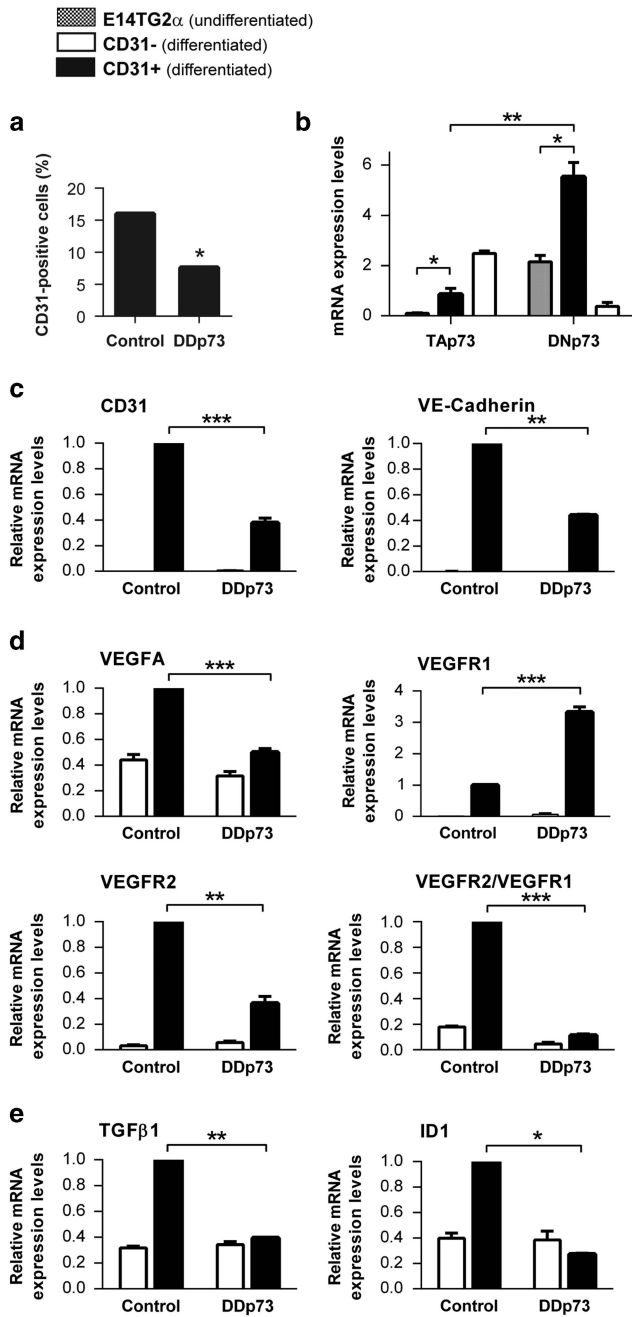 E14TG2α (undifferentiated)
CD31- (differentiated)
CD31+ (differentiated)
a
CD31-positive cells (%)
20
15
10
5
0
*
Control DDp73
b
mRNA expression levels
6
4
2
0
*
**
*
TAp73 DNp73
c
CD31
Relative mRNA
expression levels
1.0
0.8
0.6
0.4
0.2
0.0
***
Control DDp73
VE-Cadherin
Relative mRNA
expression levels
1.0
0.8
0.6
0.4
0.2
0.0
**
Control DDp73
d
VEGFA
Relative mRNA
expression levels
1.0
0.8
0.6
0.4
0.2
0.0
***
Control DDp73
VEGFR1
Relative mRNA
expression levels
4
3
2
1
0
***
Control DDp73
VEGFR2
Relative mRNA
expression levels
1.0
0.8
0.6
0.4
0.2
0.0
**
Control DDp73
VEGFR2/VEGFR1
Relative mRNA
expression levels
1.0
0.8
0.6
0.4
0.2
0.0
***
Control DDp73
e
TGFβ1
Relative mRNA
expression levels
1.0
0.8
0.6
0.4
0.2
0.0
**
Control DDp73
ID1
Relative mRNA
expression levels
1.0
0.8
0.6
0.4
0.2
0.0
*
Control DDp73